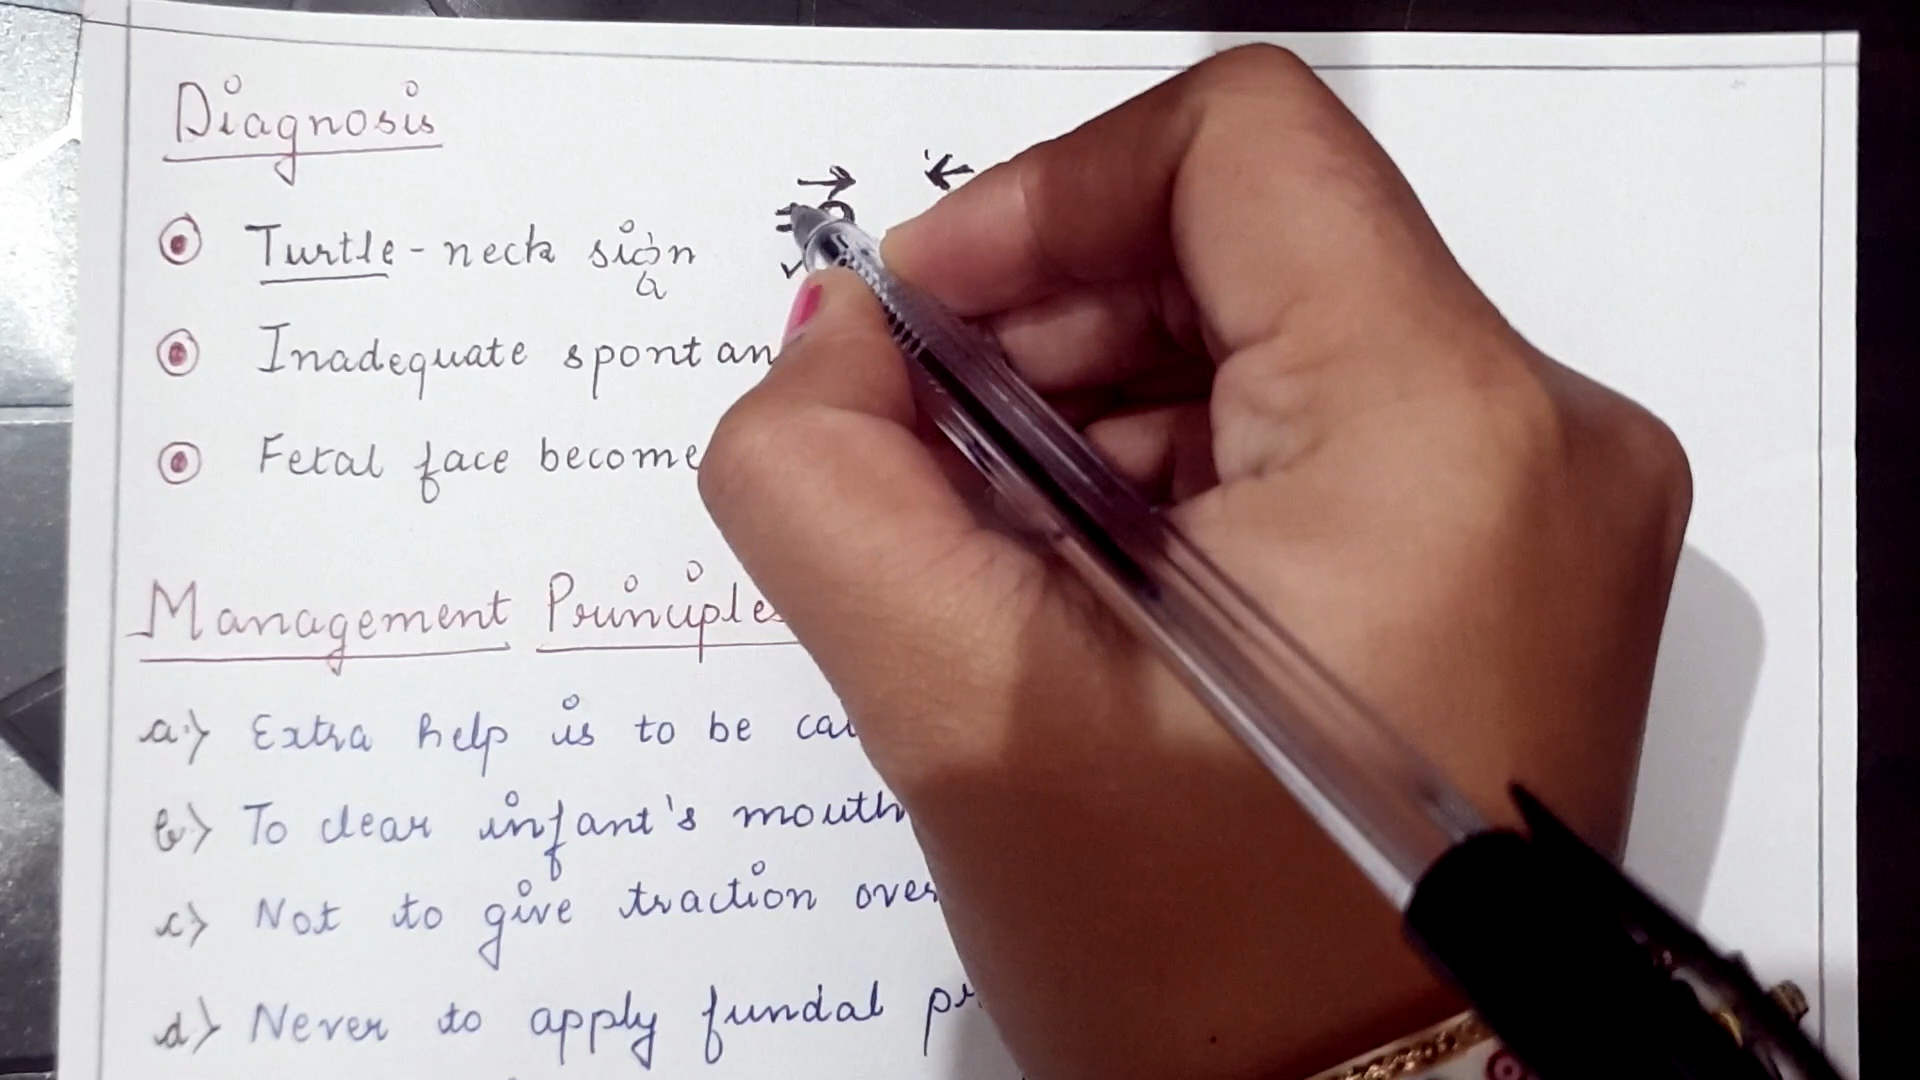 Diagnosis
Turtle - neck sign
Inadequate spontan
Fetal face become
Management Principles
a.) Extra help is to be
b.) To clear infant's mouth
c.) Not to give traction over
d.) Never to apply fundal